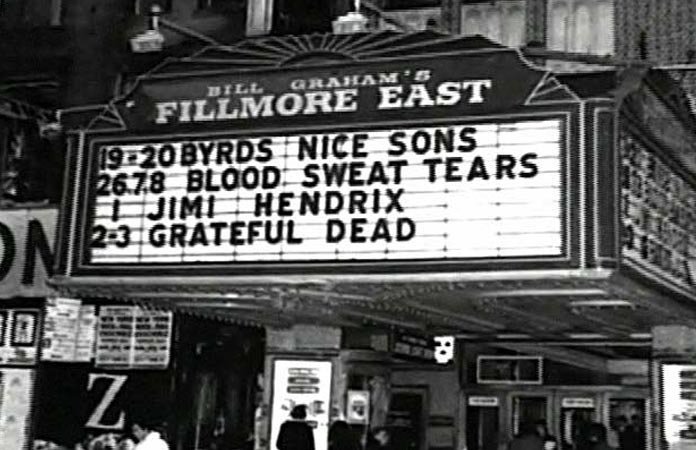 BILL GRAHAM'S
FILLMORE EAST
19-20 BYRDS NICE SONS
26.7.8 BLOOD SWEAT TEARS
1 JIMI HENDRIX
2-3 GRATEFUL DEAD
ON
Z